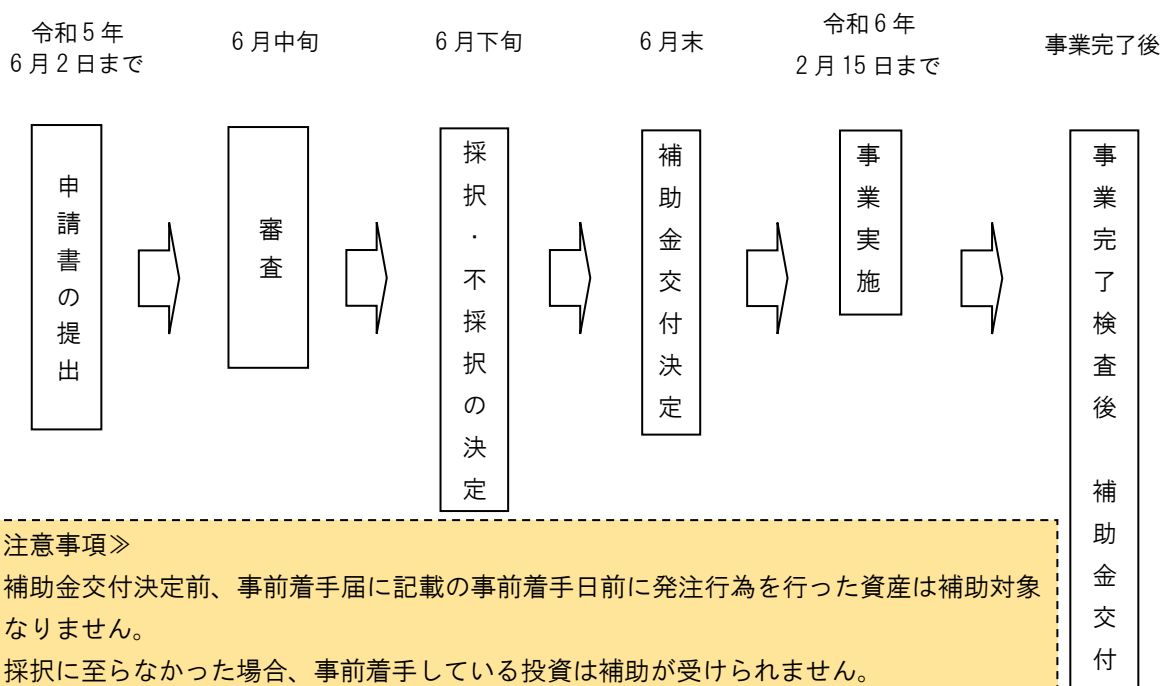 令和5年
6月2日まで
6月中旬
6月下旬
6月末
令和6年
2月15日まで
事業完了後
申請書の提出
審査
採択・不採択の決定
補助金交付決定
事業実施
事業完了検査後 補助金交付
注意事項≫
補助金交付決定前、事前着手届に記載の事前着手日前に発注行為を行った資産は補助対象
なりません。
採択に至らなかった場合、事前着手している投資は補助が受けられません。